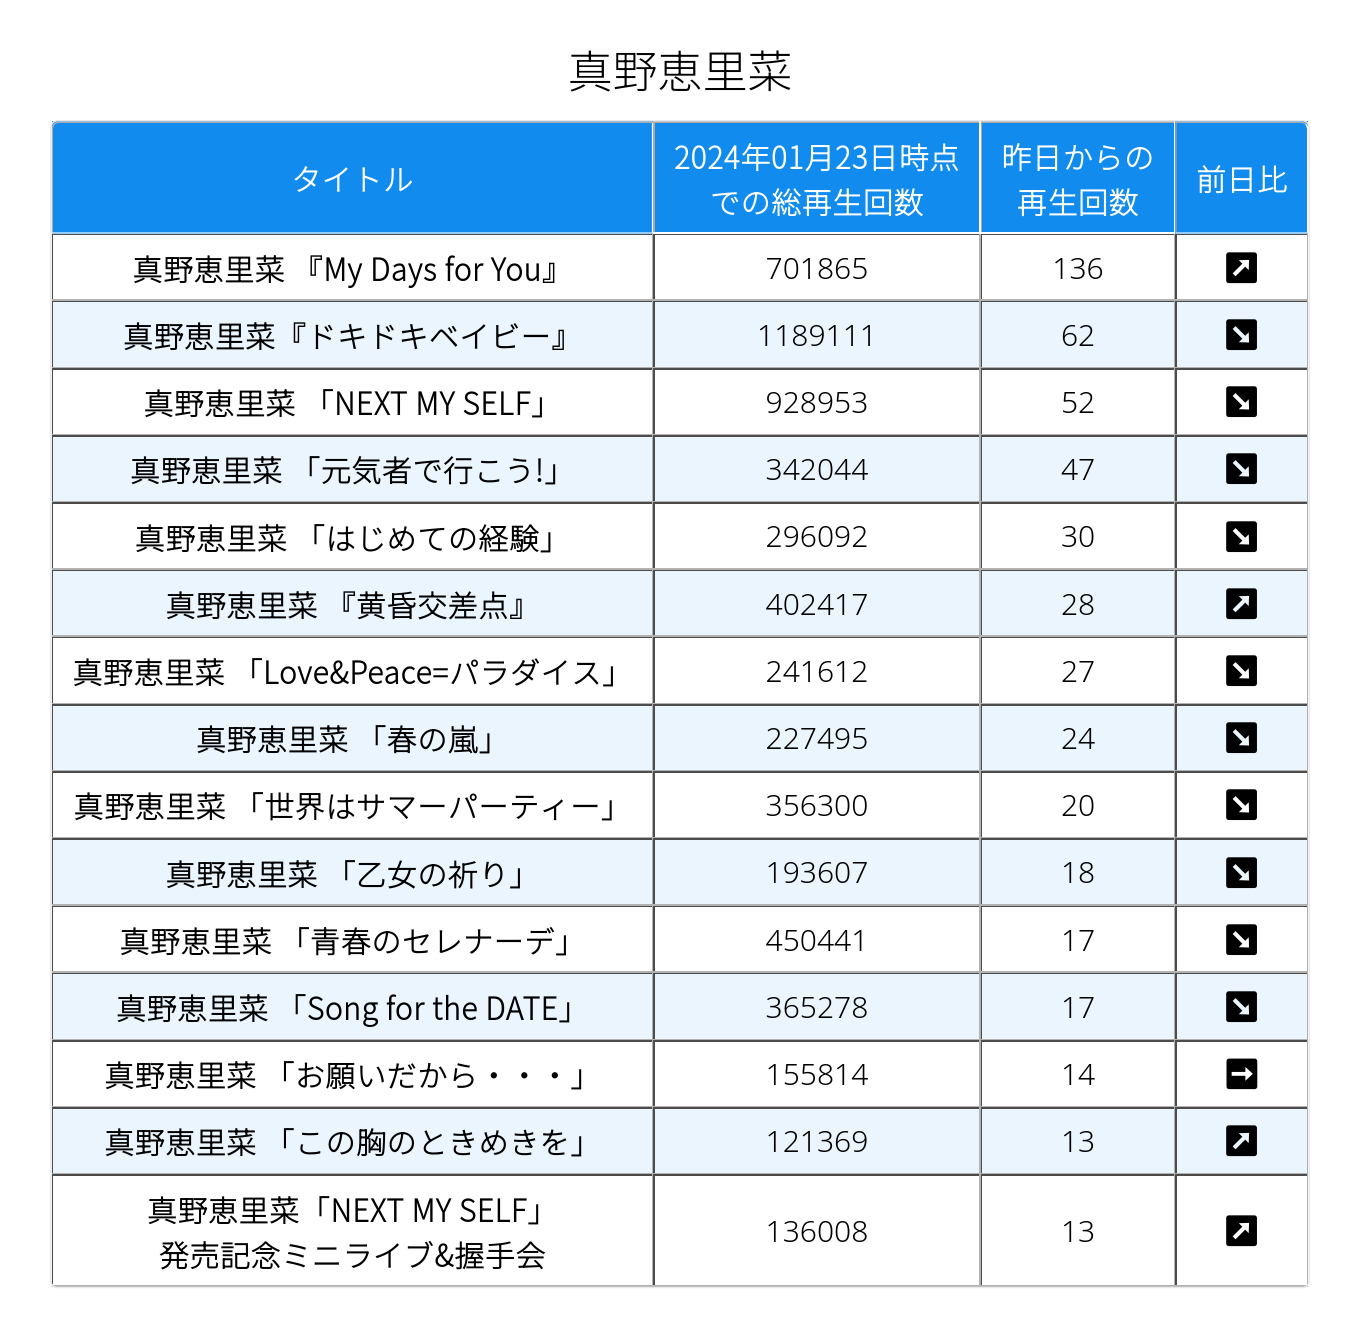 真野恵里菜
タイトル
2024年01月23日時点
での総再生回数
昨日からの
再生回数
前日比
真野恵里菜 『My Days for You』 701865 136 ↗
真野恵里菜『ドキドキベイビー』 1189111 62 ↘
真野恵里菜 「NEXT MY SELF」 928953 52 ↘
真野恵里菜 「元気者で行こう!」 342044 47 ↘
真野恵里菜 「はじめての経験」 296092 30 ↘
真野恵里菜 『黄昏交差点』 402417 28 ↗
真野恵里菜 「Love&Peace=パラダイス」 241612 27 ↘
真野恵里菜 「春の嵐」 227495 24 ↘
真野恵里菜 「世界はサマーパーティー」 356300 20 ↘
真野恵里菜 「乙女の祈り」 193607 18 ↘
真野恵里菜 「青春のセレナーデ」 450441 17 ↘
真野恵里菜 「Song for the DATE」 365278 17 ↘
真野恵里菜 「お願いだから・・・」 155814 14 →
真野恵里菜 「この胸のときめきを」 121369 13 ↗
真野恵里菜「NEXT MY SELF」
発売記念ミニライブ&握手会 136008 13 ↗